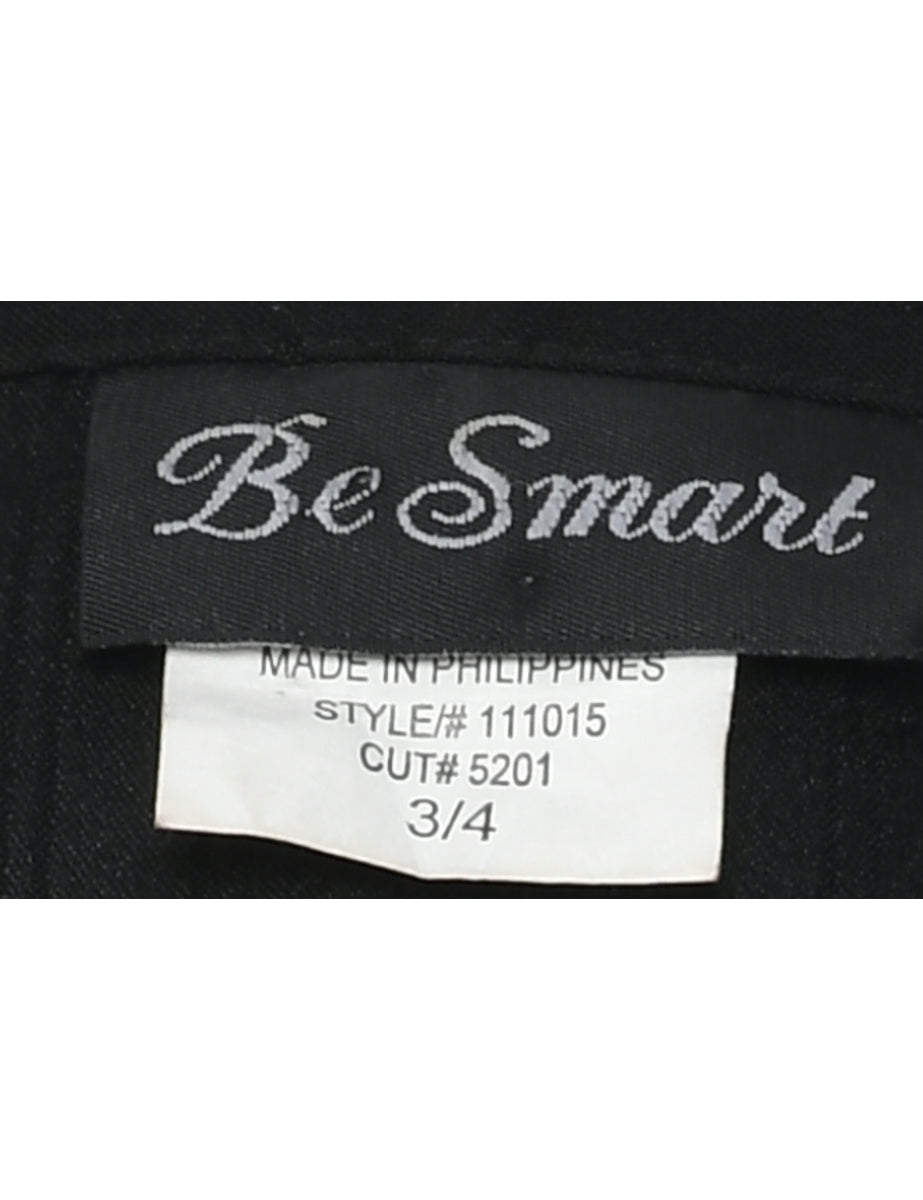 Be Smart
MADE IN PHILIPPINES
STYLE/# 111015
CUT# 5201
3/4